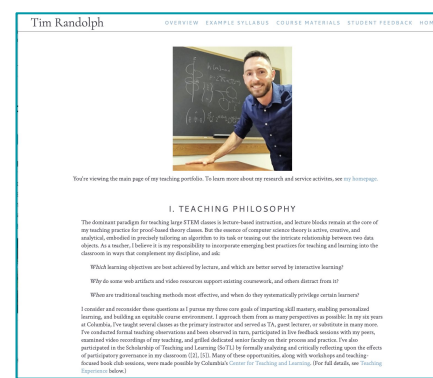 Tim Randolph
OVERVIEW EXAMPLE SYLLABUS COURSE MATERIALS STUDENT FEEDBACK HOM
You're viewing the main page of my teaching portfolio. To learn more about my research and service activites, see my homepage.
I. TEACHING PHILOSOPHY
The dominant paradigm for teaching large STEM classes is lecture-based instruction, and lecture blocks remain at the core of
my teaching practice for proof-based theory classes. But the essence of computer science theory is active, creative, and
analytical, embodied in precisely tailoring an algorithm to its task or teasing out the intricate relationship between two data
objects. As a teacher, I believe it is my responsibility to incorporate emerging best practices for teaching and learning into the
classroom in ways that complement my discipline, and ask:
Which learning objectives are best achieved by lecture, and which are better served by interactive learning?
Why do some web artifacts and video resources support existing coursework, and others distract from it?
When are traditional teaching methods most effective, and when do they systematically privilege certain learners?
I consider and reconsider these questions as I pursue my three core goals of imparting skill mastery, enabling personalized
learning, and building an equitable course environment. I approach them from as many perspectives as possible: In my six years
at Columbia, I've taught several classes as the primary instructor and served as TA, guest lecturer, or substitute in many more.
I've conducted formal teaching observations and been observed in turn, participated in live feedback sessions with my peers,
examined video recordings of my teaching, and grilled dedicated senior faculty on their process and practice. I've also
participated in the Scholarship of Teaching and Learning (SoTL) by formally analyzing and critically reflecting upon the effects
of participatory governance in my classroom ([2], [5]). Many of these opportunities, along with workshops and teaching-
focused book club sessions, were made possible by Columbia's Center for Teaching and Learning. (For full details, see Teaching
Experience below.)